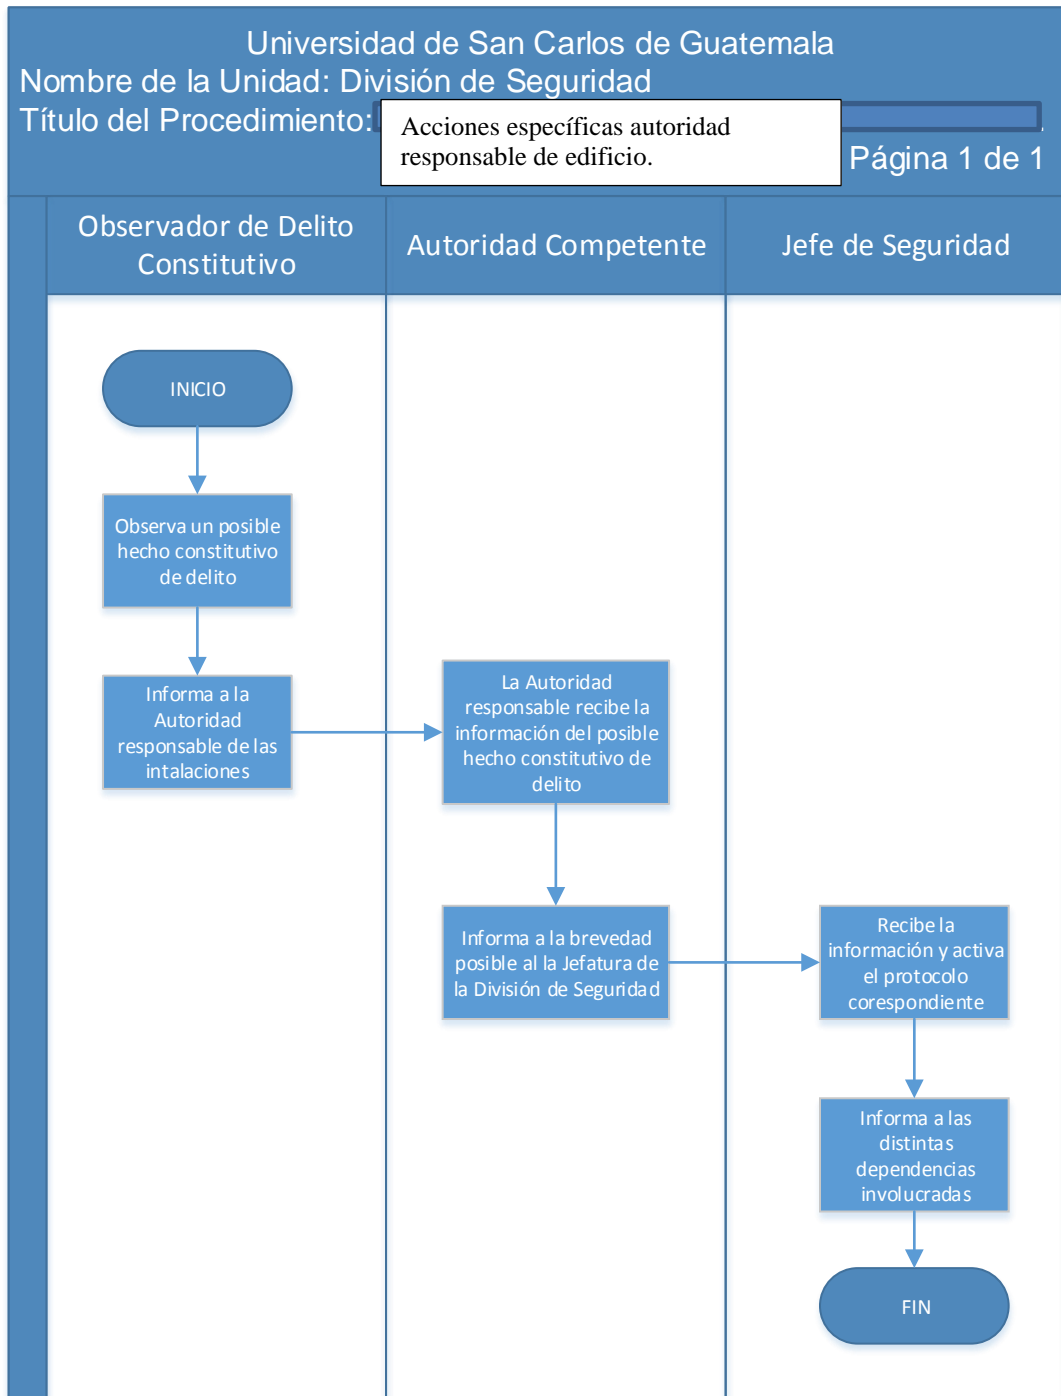 Universidad de San Carlos de Guatemala
Nombre de la Unidad: División de Seguridad
Título del Procedimiento:
Acciones específicas autoridad
responsable de edificio.
Página 1 de 1
Observador de Delito
Constitutivo
Autoridad Competente
Jefe de Seguridad
INICIO
Observa un posible
hecho constitutivo
de delito
Informa a la
Autoridad
responsable de las
intalaciones
La Autoridad
responsable recibe la
información del posible
hecho constitutivo de
delito
Informa a la brevedad
posible al la Jefatura de
la División de Seguridad
Recibe la
información y activa
el protocolo
corespondiente
Informa a las
distintas
dependencias
involucradas
FIN